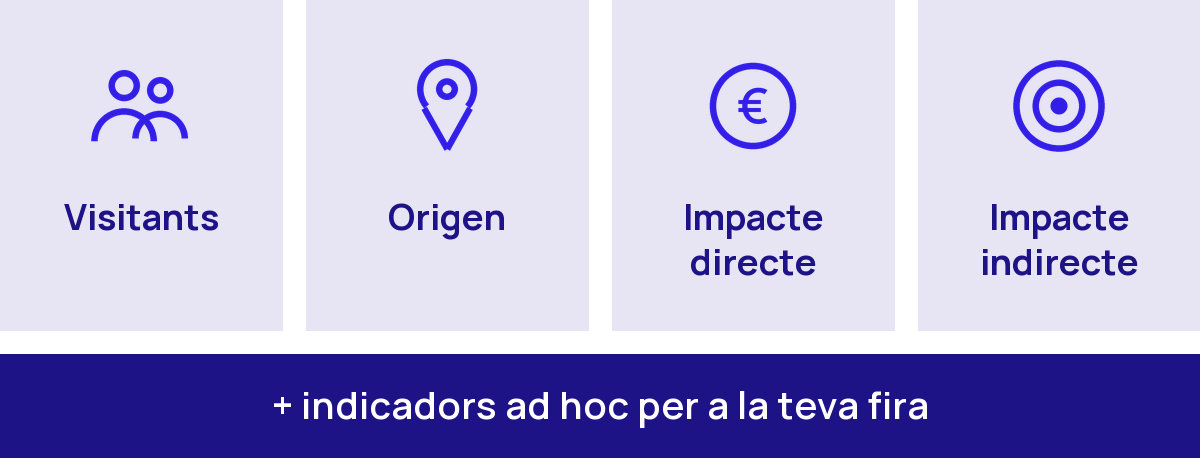 Visitants
Origen
Impacte
directe
Impacte
indirecte
+ indicadors ad hoc per a la teva fira